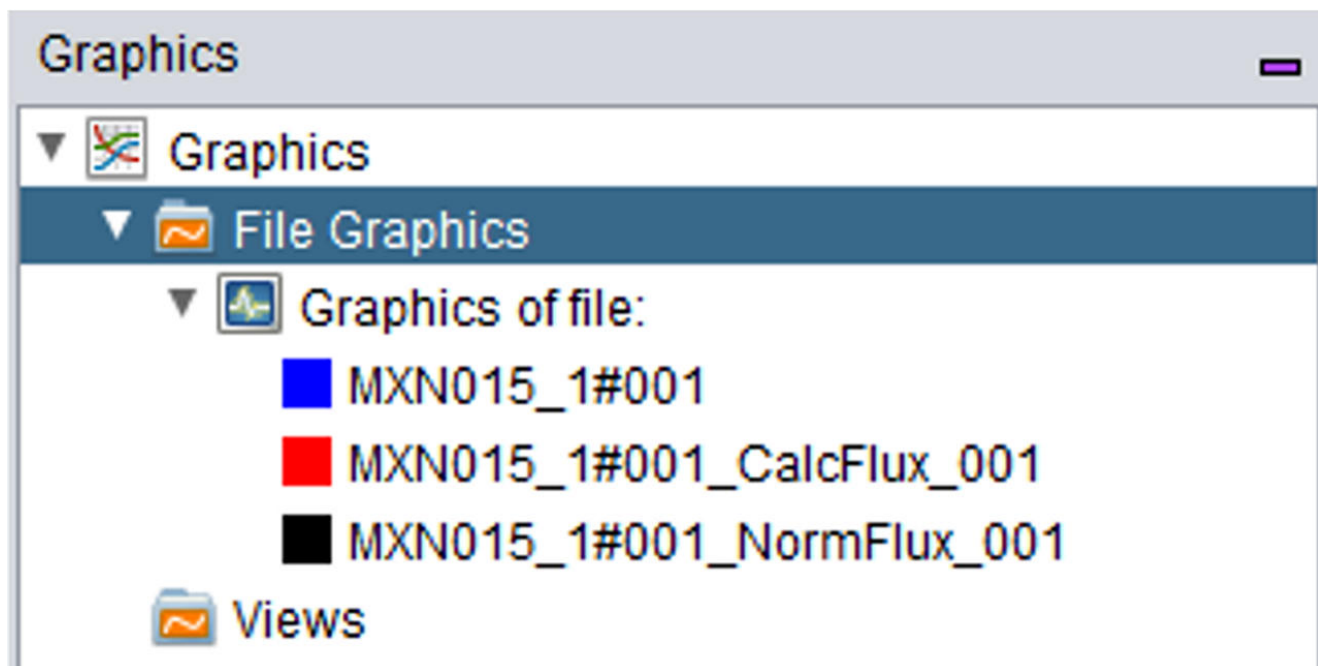 Graphics
Graphics
File Graphics
Graphics of file:
MXN015_1#001
MXN015_1#001_CalcFlux_001
MXN015_1#001_NormFlux_001
Views